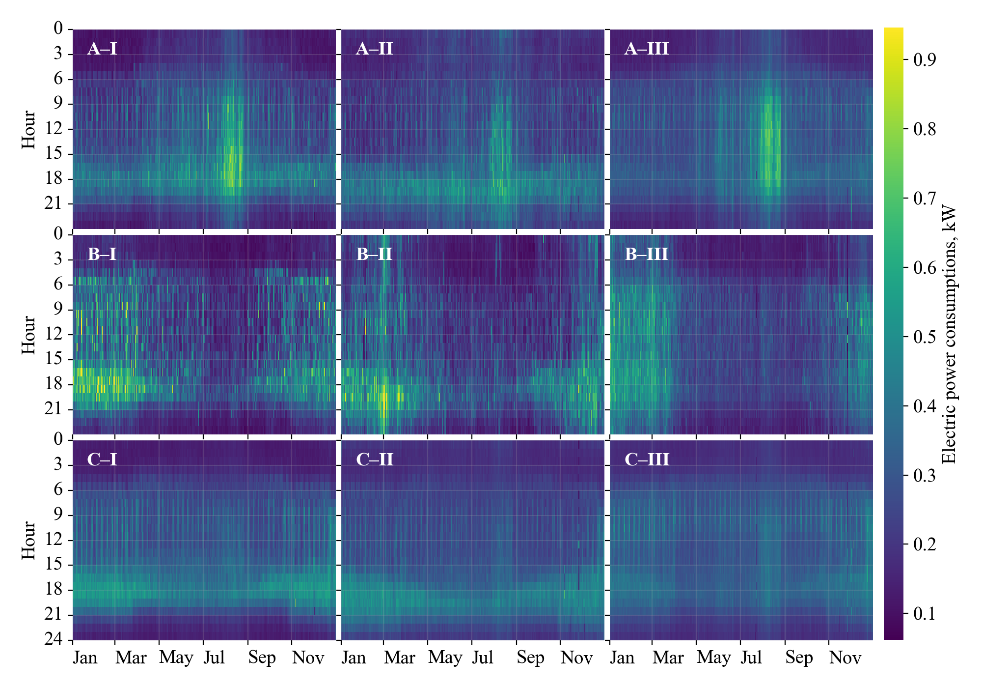 0
3
6
9
12
15
18
21
Hour
A–I
A–II
A–III
0
3
6
9
12
15
18
21
Hour
B–I
B–II
B–III
0
3
6
9
12
15
18
21
24
Hour
C–I
C–II
C–III
Jan Mar May Jul Sep Nov
Jan Mar May Jul Sep Nov
Jan Mar May Jul Sep Nov
0.9
0.8
0.7
0.6
0.5
0.4
0.3
0.2
0.1
Electric power consumptions, kW